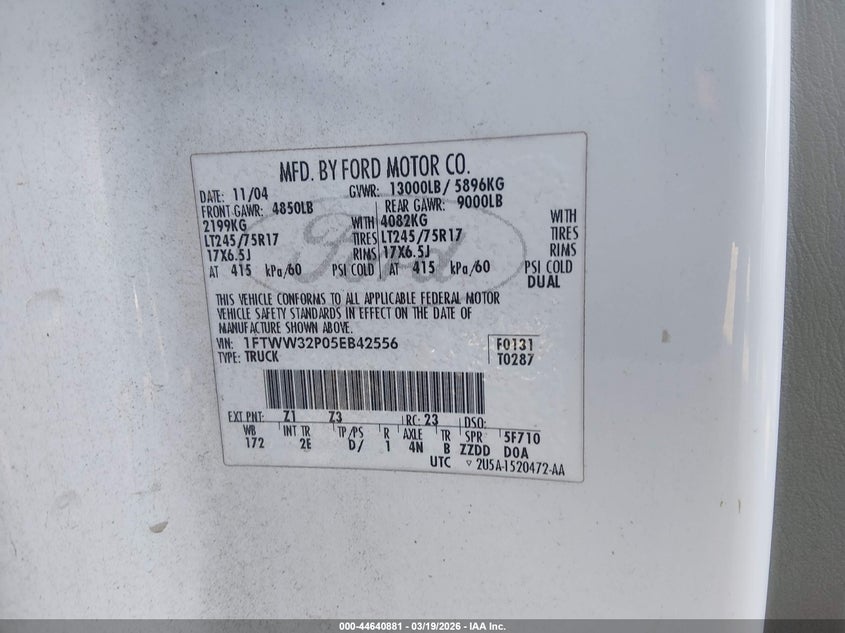 MFD. BY FORD MOTOR CO.
DATE: 11/04 GVWR: 13000LB/ 5896KG
FRONT GAWR: 4850LB REAR GAWR: 9000LB
2199KG WITH 4082KG WITH
LT245/75R17 TIRES LT245/75R17 TIRES
17X6.5J RIMS 17X6.5J RIMS
AT 415 kPa/60 PSI COLD AT 415 kPa/60 PSI COLD
DUAL
Ford
THIS VEHICLE CONFORMS TO ALL APPLICABLE FEDERAL MOTOR
VEHICLE SAFETY STANDARDS IN EFFECT ON THE DATE OF
MANUFACTURE SHOWN ABOVE.
VIN: 1FTWW32P05EB42556 F0131
TYPE: TRUCK T0287
EXT PNT: Z1 Z3 RC: 23 DSO:
WB INT TR TP/PS R AXLE TR SPR 5F710
172 2E D/ 1 4N B ZZDD DOA
UTC ▽ 2U5A-1520472-AA
000-44640881 - 03/19/2026 - IAA Inc.